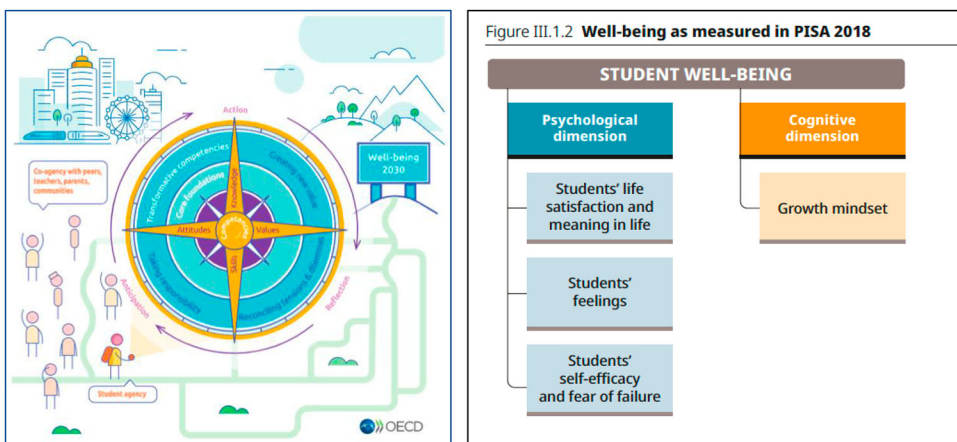 Action
Well-being
2030
Co-agency with peers,
teachers, parents,
communities
Transformative competencies
Creating new value
Core foundations
Knowledge
Attitudes
Competencies
Values
Skills
Taking responsibility
Reconciling tensions & dilemmas
Anticipation
Reflection
Student agency
OECD
Figure III.1.2 Well-being as measured in PISA 2018
STUDENT WELL-BEING
Psychological
dimension
Students' life
satisfaction and
meaning in life
Students'
feelings
Students'
self-efficacy
and fear of failure
Cognitive
dimension
Growth mindset